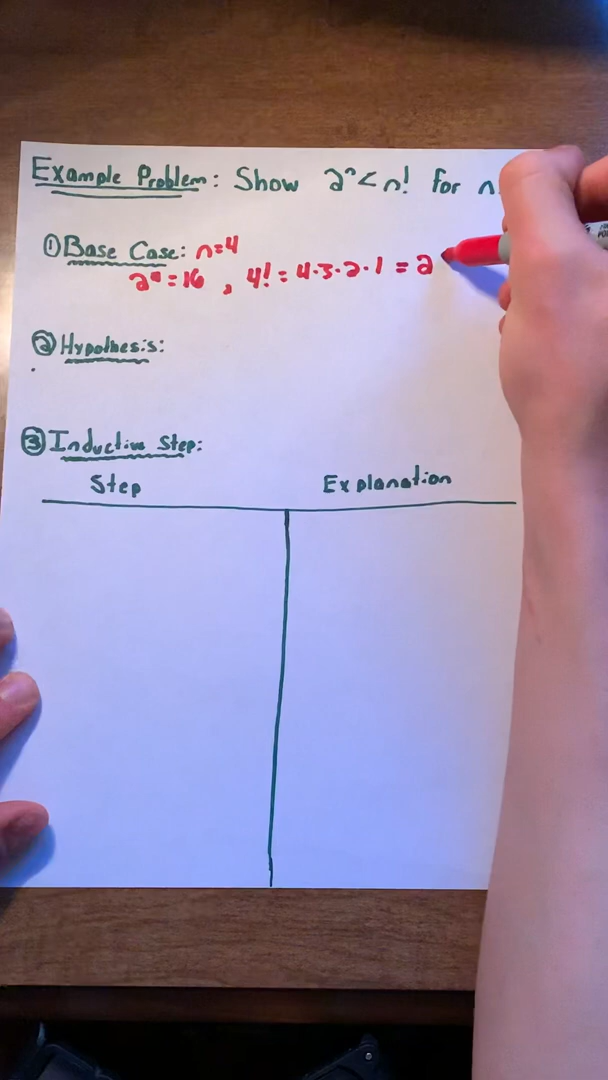 Example Problem: Show 2ⁿ < n! for n
① Base Case: n=4
2⁴ = 16 , 4! = 4·3·2·1 = 2
② Hypothesis:
③ Inductive Step:
Step Explanation